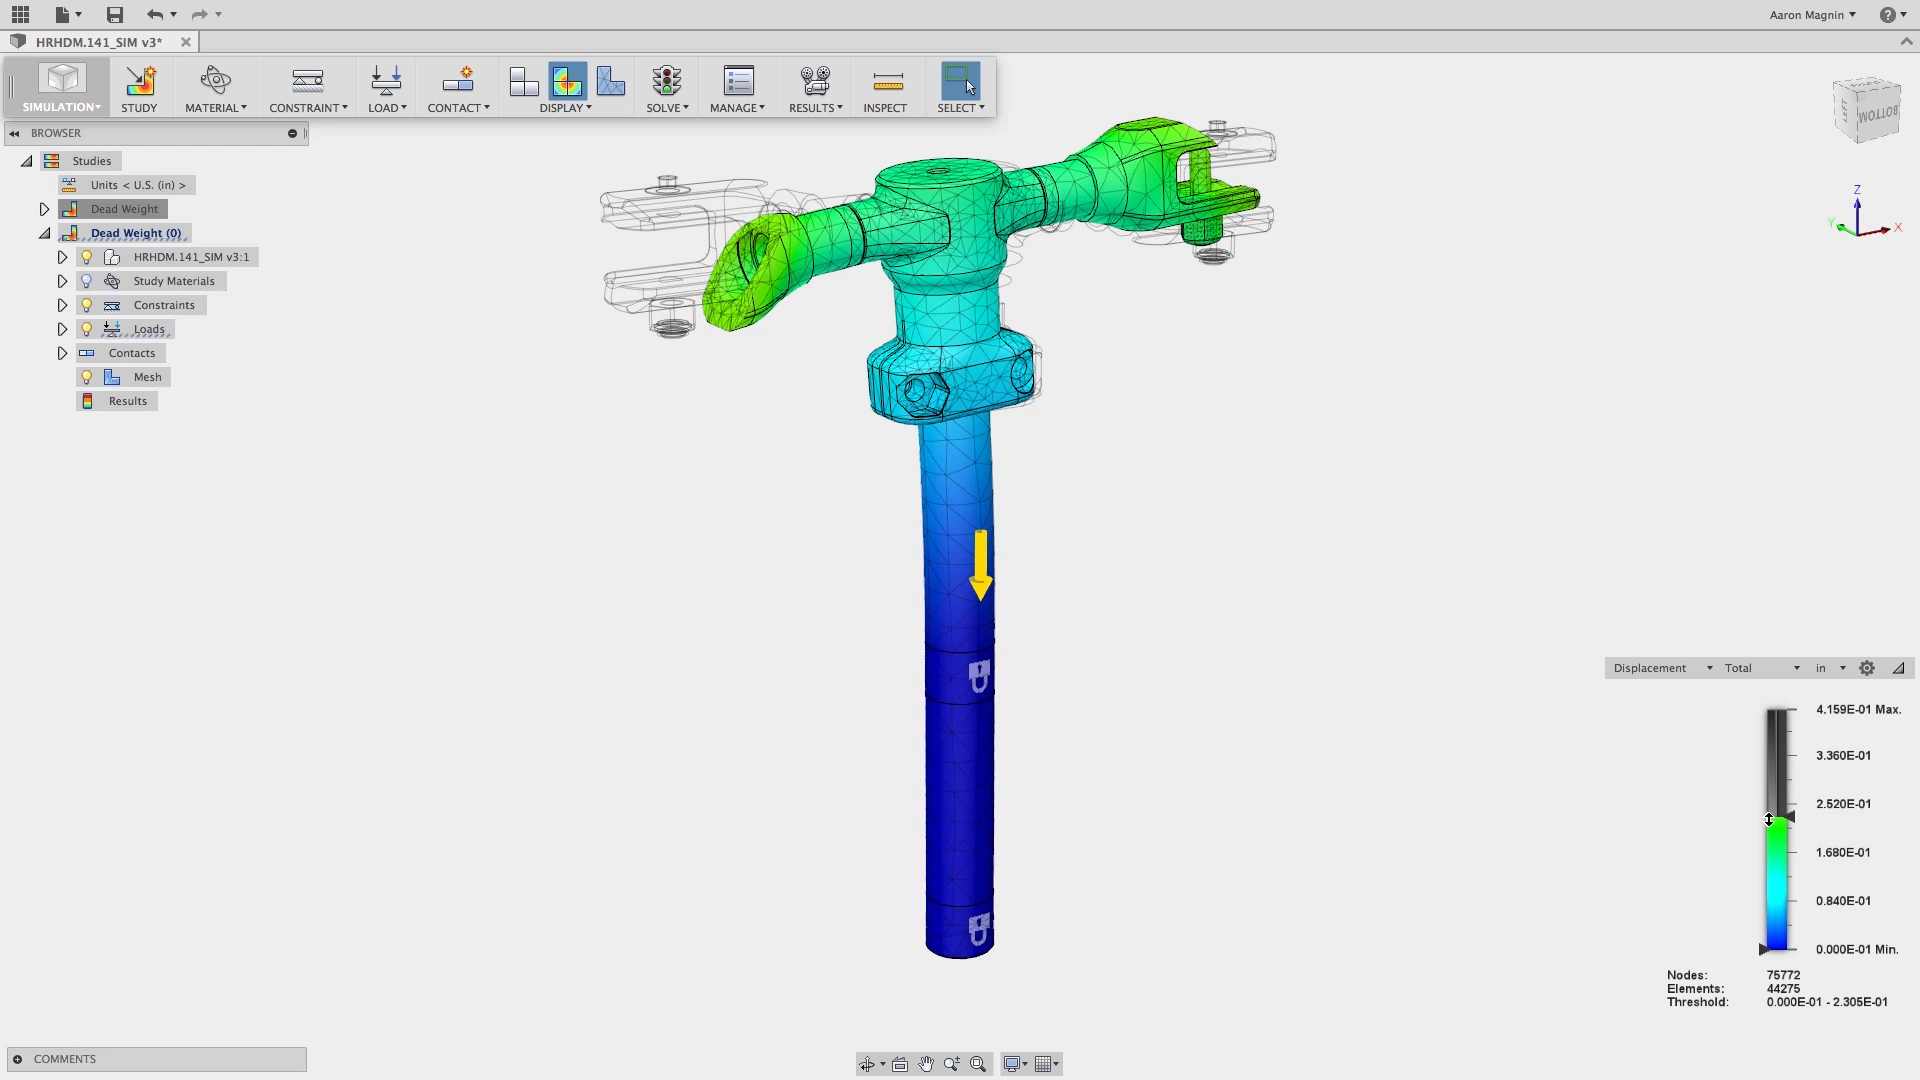 Aaron Magnin
HRHDM.141_SIM v3*
SIMULATION
STUDY
MATERIAL
CONSTRAINT
LOAD
CONTACT
DISPLAY
SOLVE
MANAGE
RESULTS
INSPECT
SELECT
BROWSER
Studies
Units < U.S. (in) >
Dead Weight
Dead Weight (0)
HRHDM.141_SIM v3:1
Study Materials
Constraints
Loads
Contacts
Mesh
Results
LEFT
BOTTOM
Z
Y
X
Displacement Total in
4.159E-01 Max.
3.360E-01
2.520E-01
1.680E-01
0.840E-01
0.000E-01 Min.
Nodes: 75772
Elements: 44275
Threshold: 0.000E-01 - 2.305E-01
COMMENTS